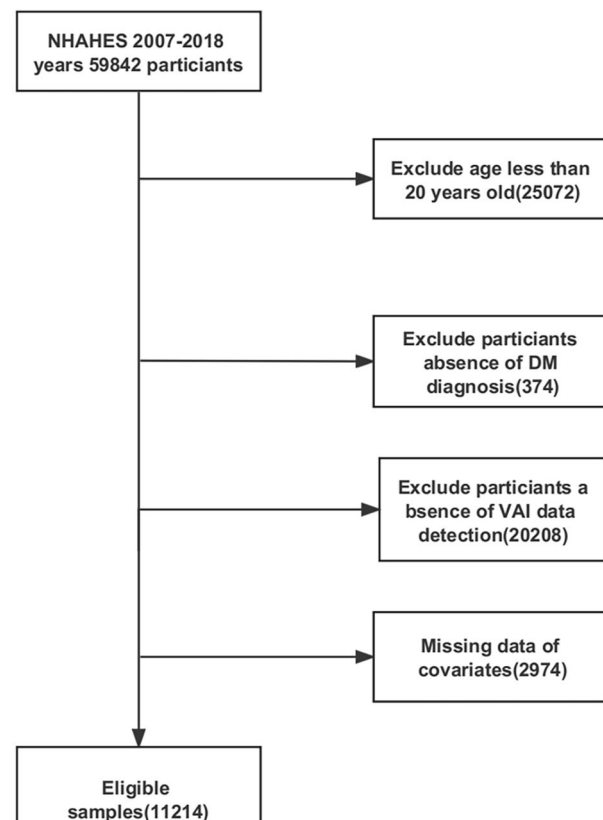 NHAHES 2007-2018
years 59842 particiants
Exclude age less than
20 years old(25072)
Exclude particiants
absence of DM
diagnosis(374)
Exclude particiants a
bsence of VAI data
detection(20208)
Missing data of
covariates(2974)
Eligible
samples(11214)